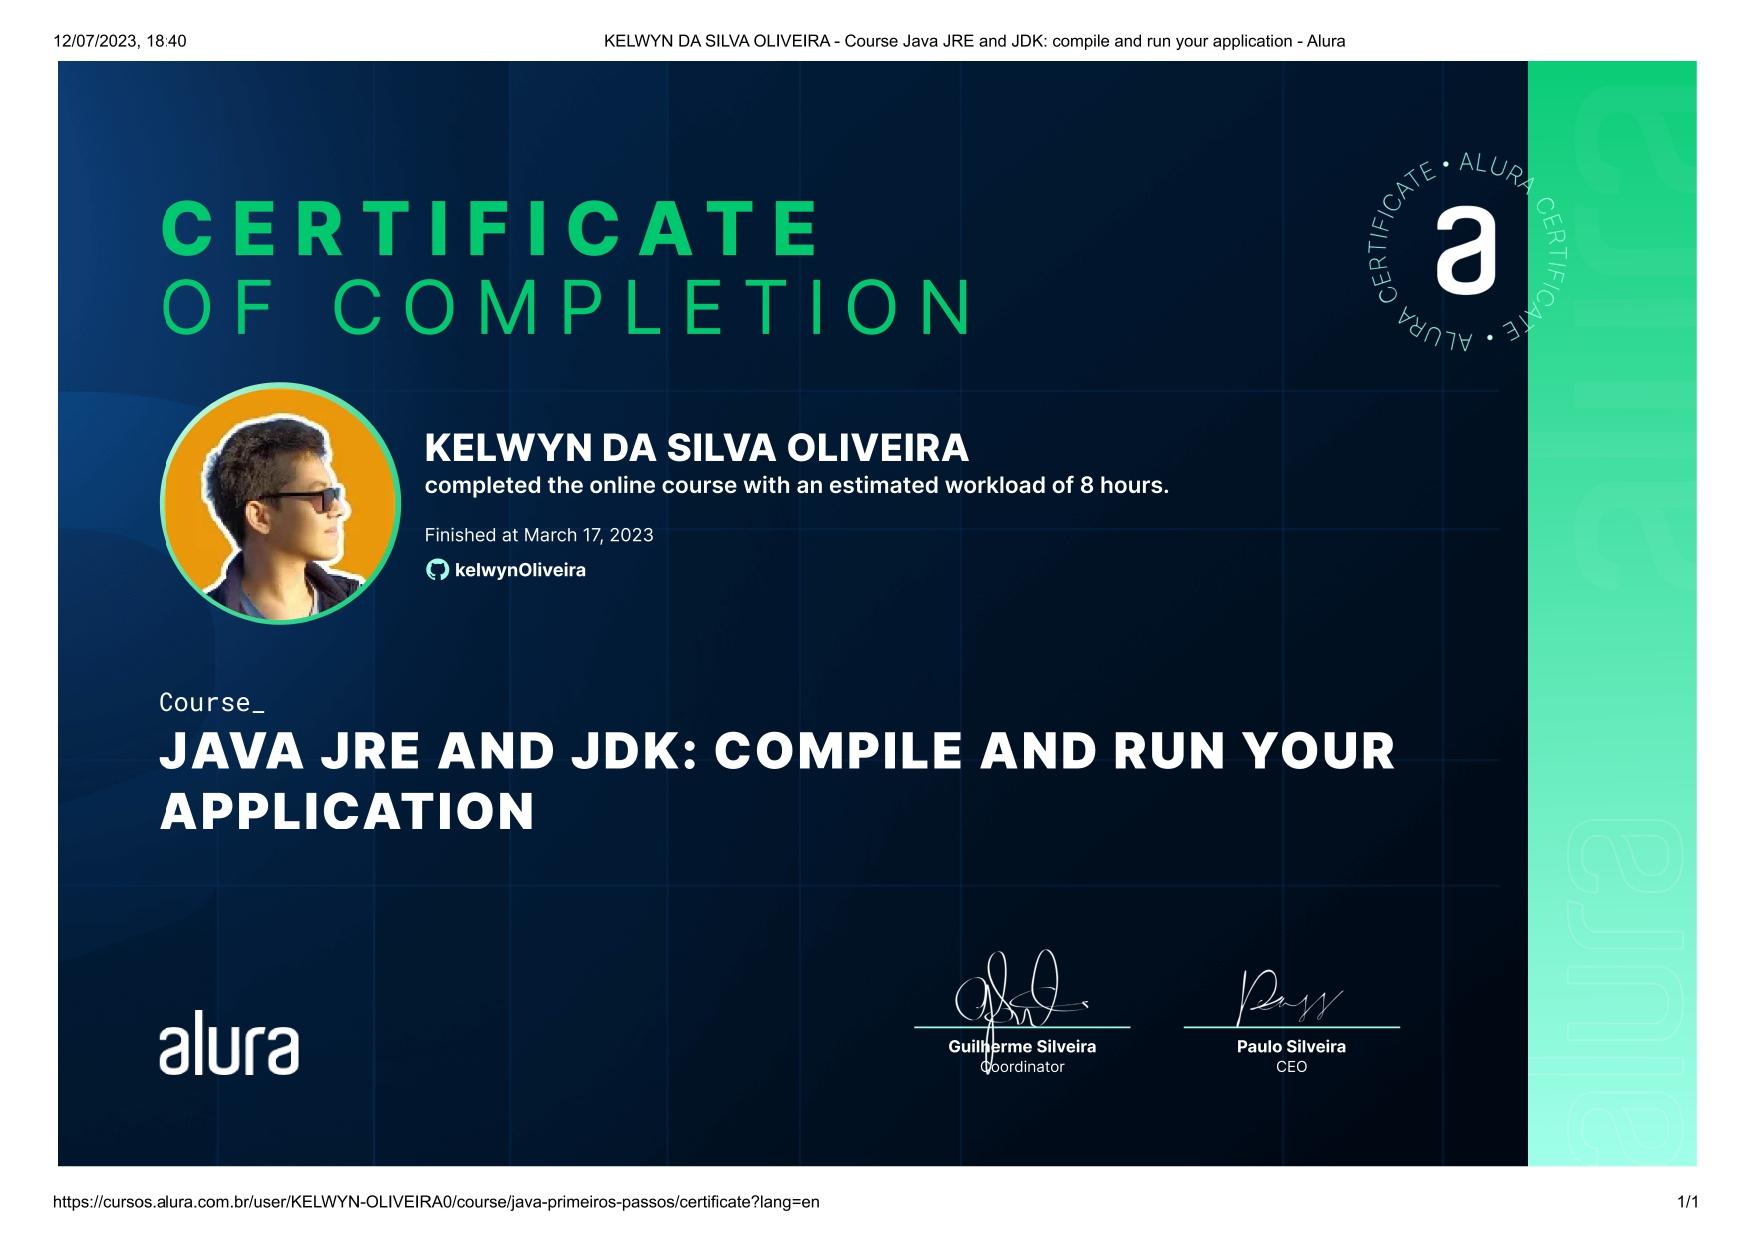 12/07/2023, 18:40
KELWYN DA SILVA OLIVEIRA - Course Java JRE and JDK: compile and run your application - Alura
CERTIFICATE
OF COMPLETION
ALURA CERTIFICATE • ALURA CERTIFICATE •
a
KELWYN DA SILVA OLIVEIRA
completed the online course with an estimated workload of 8 hours.
Finished at March 17, 2023
kelwynOliveira
Course_
JAVA JRE AND JDK: COMPILE AND RUN YOUR
APPLICATION
alura
Guilherme Silveira
Coordinator
Paulo Silveira
CEO
alura
alura
https://cursos.alura.com.br/user/KELWYN-OLIVEIRA0/course/java-primeiros-passos/certificate?lang=en
1/1